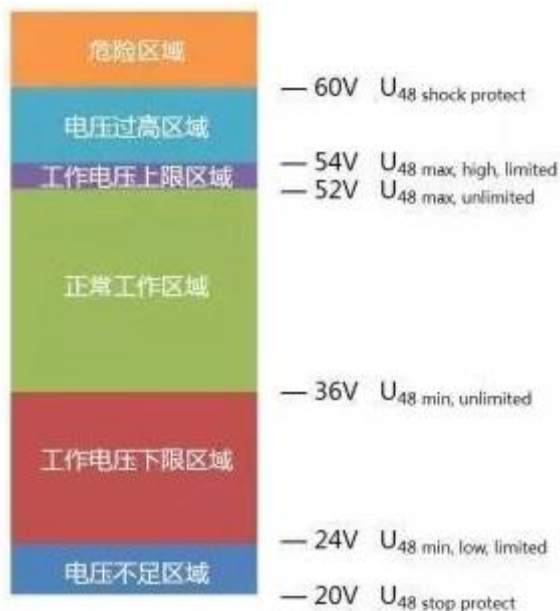 危险区域
— 60V U48 shock protect
电压过高区域
— 54V U48 max, high, limited
工作电压上限区域
— 52V U48 max, unlimited
正常工作区域
— 36V U48 min, unlimited
工作电压下限区域
— 24V U48 min, low, limited
电压不足区域
— 20V U48 stop protect